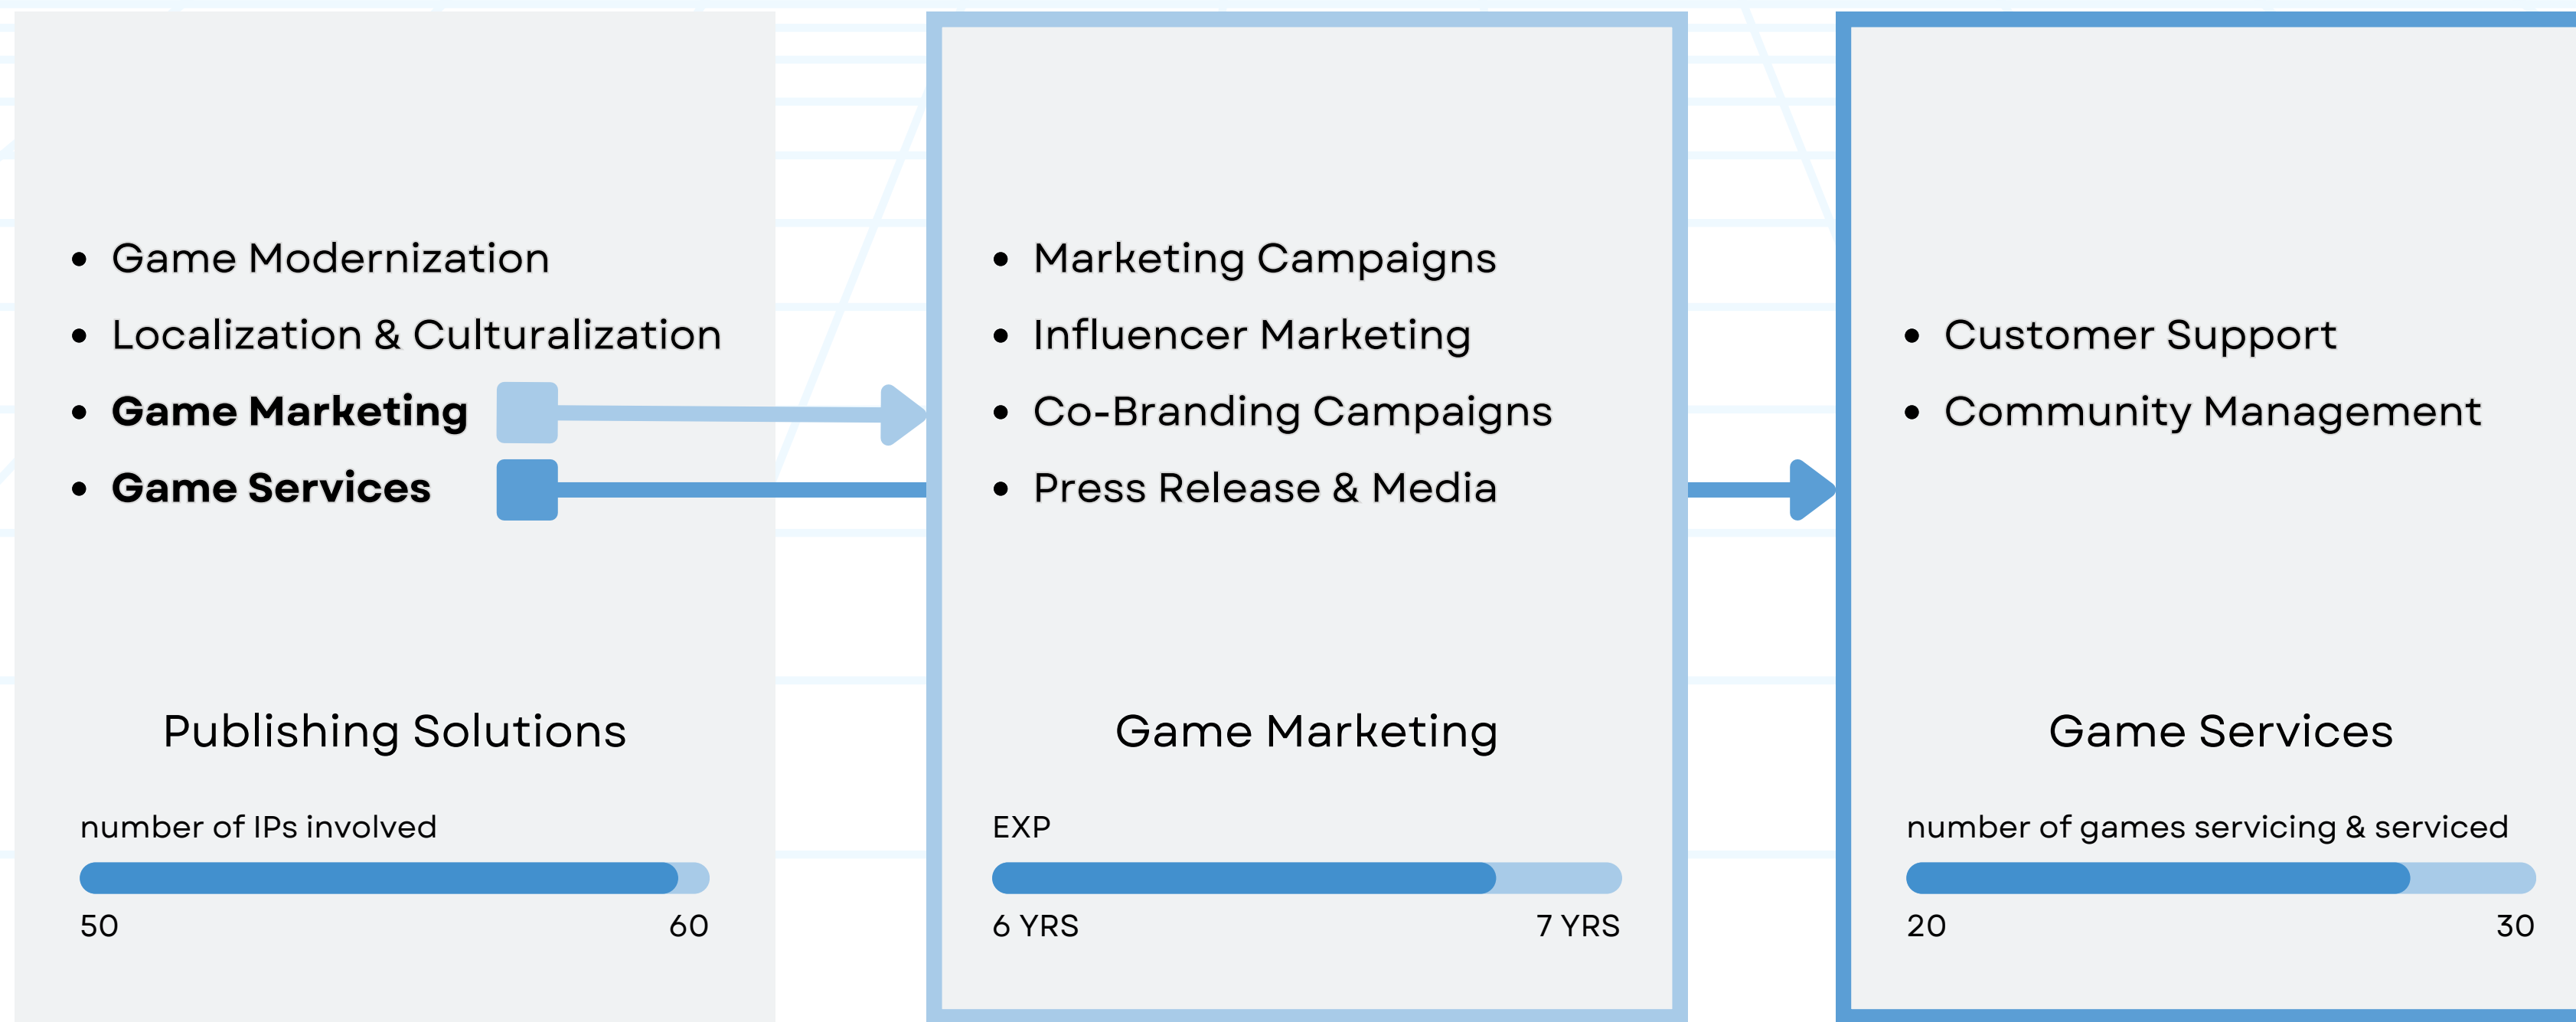 • Game Modernization
• Localization & Culturalization
• Game Marketing
• Game Services
Publishing Solutions
number of IPs involved
50 60
• Marketing Campaigns
• Influencer Marketing
• Co-Branding Campaigns
• Press Release & Media
Game Marketing
EXP
6 YRS 7 YRS
• Customer Support
• Community Management
Game Services
number of games servicing & serviced
20 30